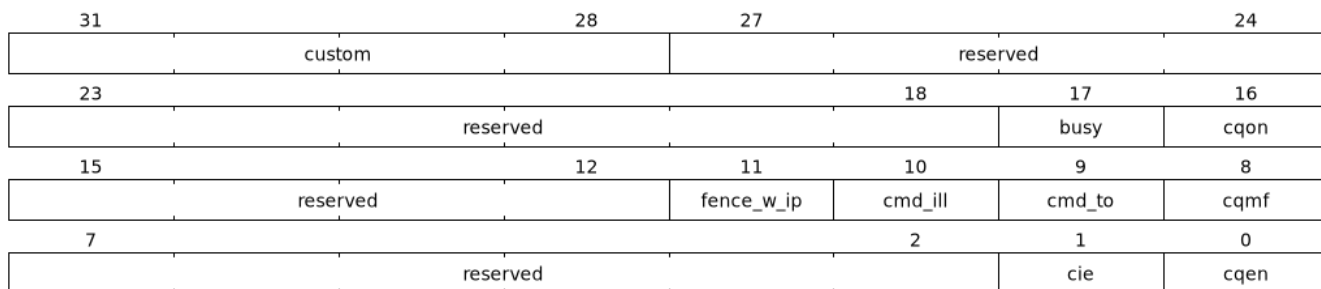 31 28 27 24
custom reserved
23 18 17 16
reserved busy cqon
15 12 11 10 9 8
reserved fence_w_ip cmd_ill cmd_to cqmf
7 2 1 0
reserved cie cqen